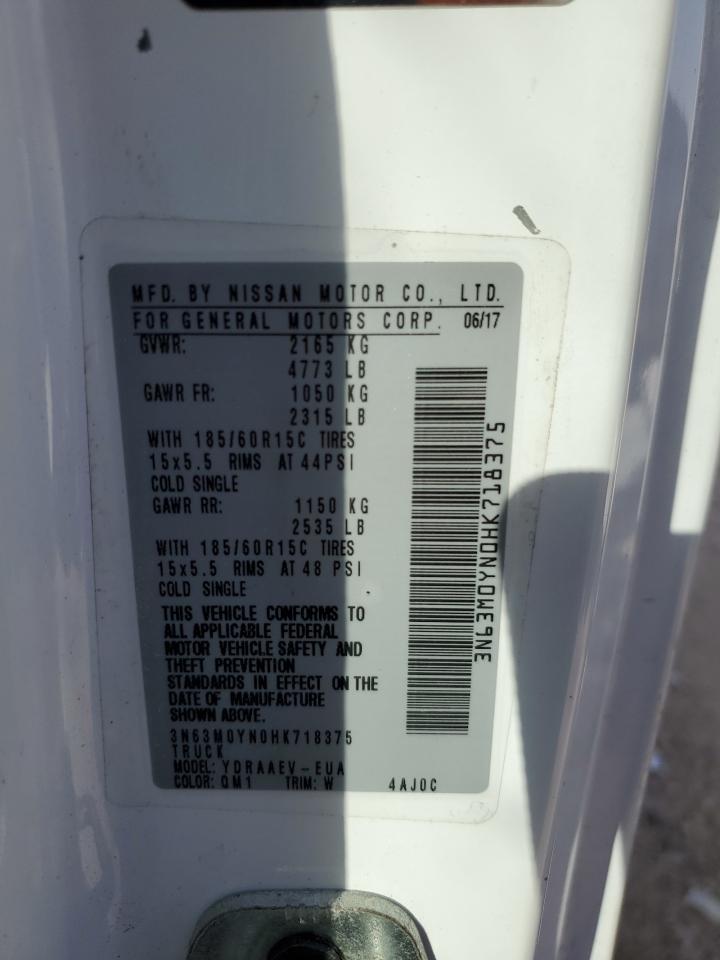 MFD. BY NISSAN MOTOR CO., LTD.
FOR GENERAL MOTORS CORP. 06/17
GVWR: 2165 KG
4773 LB
GAWR FR: 1050 KG
2315 LB
WITH 185/60R15C TIRES
15x5.5 RIMS AT 44PSI
COLD SINGLE
GAWR RR: 1150 KG
2535 LB
WITH 185/60R15C TIRES
15x5.5 RIMS AT 48 PSI
COLD SINGLE
THIS VEHICLE CONFORMS TO
ALL APPLICABLE FEDERAL
MOTOR VEHICLE SAFETY AND
THEFT PREVENTION
STANDARDS IN EFFECT ON THE
DATE OF MANUFACTURE
SHOWN ABOVE.
3N63M0YN0HK718375
TRUCK
MODEL: YDRAAEV-EUA
COLOR: QM1 TRIM: W 4AJ0C
3N63M0YN0HK718375